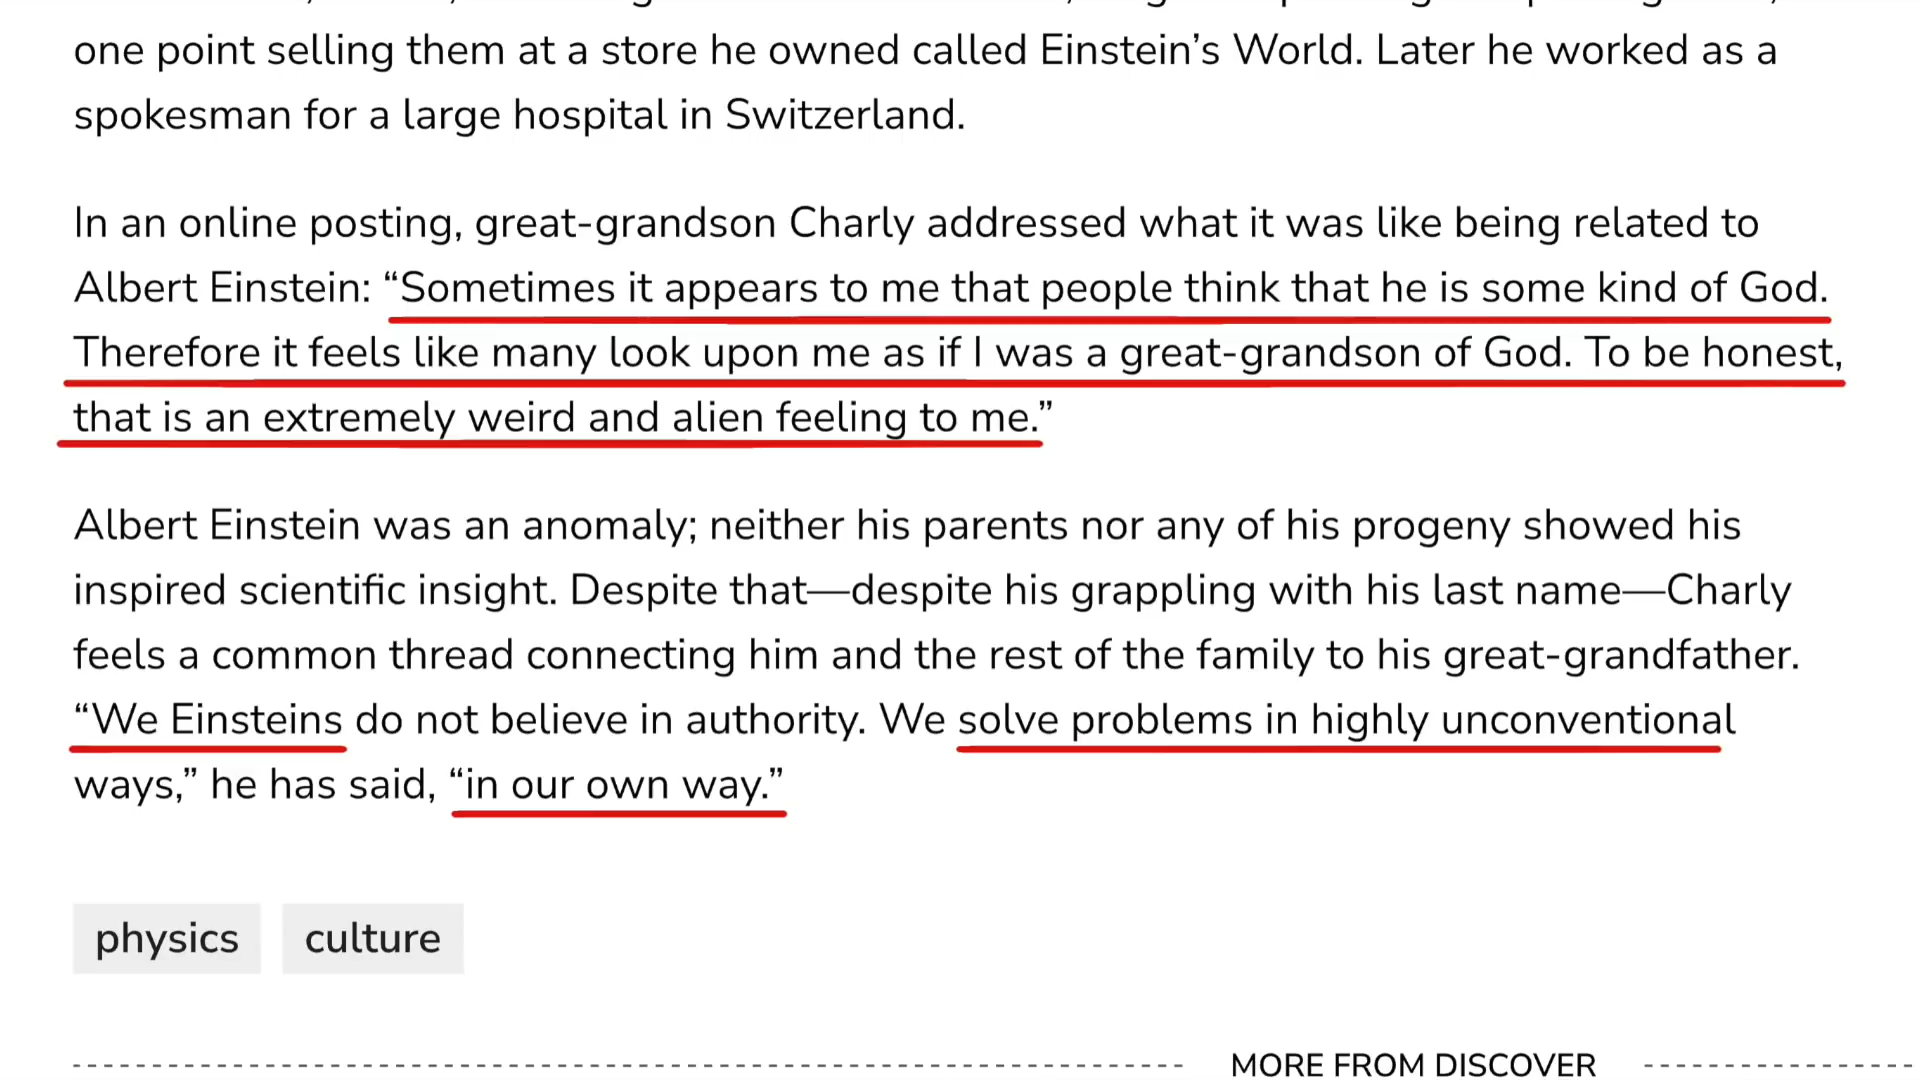 one point selling them at a store he owned called Einstein’s World. Later he worked as a
spokesman for a large hospital in Switzerland.
In an online posting, great-grandson Charly addressed what it was like being related to
Albert Einstein: “Sometimes it appears to me that people think that he is some kind of God.
Therefore it feels like many look upon me as if I was a great-grandson of God. To be honest,
that is an extremely weird and alien feeling to me.”
Albert Einstein was an anomaly; neither his parents nor any of his progeny showed his
inspired scientific insight. Despite that—despite his grappling with his last name—Charly
feels a common thread connecting him and the rest of the family to his great-grandfather.
“We Einsteins do not believe in authority. We solve problems in highly unconventional
ways,” he has said, “in our own way.”
physics culture
MORE FROM DISCOVER